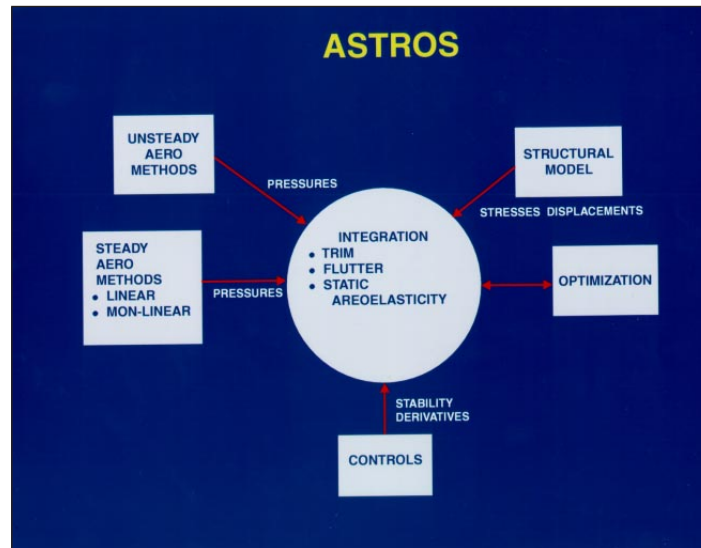 ASTROS
UNSTEADY
AERO
METHODS
PRESSURES
STRUCTURAL
MODEL
STRESSES DISPLACEMENTS
STEADY
AERO
METHODS
• LINEAR
• MON-LINEAR
PRESSURES
INTEGRATION
• TRIM
• FLUTTER
• STATIC
AREOELASTICITY
OPTIMIZATION
STABILITY
DERIVATIVES
CONTROLS